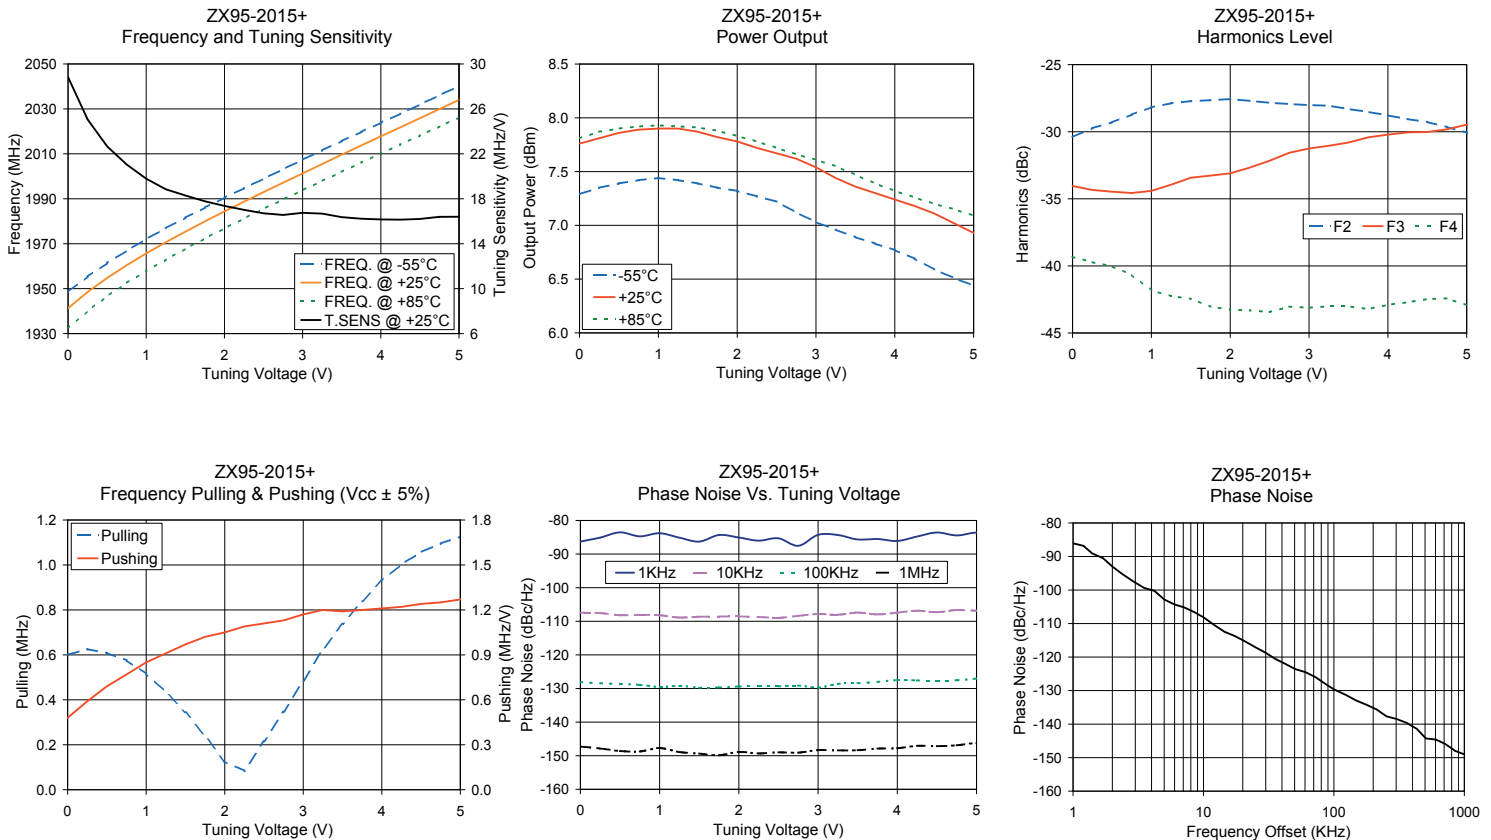 ZX95-2015+
Frequency and Tuning Sensitivity
2050
2030
2010
1990
1970
1950
1930
Frequency (MHz)
30
26
22
18
14
10
6
Tuning Sensitivity (MHz/V)
FREQ. @ -55°C
FREQ. @ +25°C
FREQ. @ +85°C
T.SENS @ +25°C
0 1 2 3 4 5
Tuning Voltage (V)
ZX95-2015+
Power Output
8.5
8.0
7.5
7.0
6.5
6.0
Output Power (dBm)
-55°C
+25°C
+85°C
0 1 2 3 4 5
Tuning Voltage (V)
ZX95-2015+
Harmonics Level
-25
-30
-35
-40
-45
Harmonics (dBc)
F2 F3 F4
0 1 2 3 4 5
Tuning Voltage (V)
ZX95-2015+
Frequency Pulling & Pushing (Vcc ± 5%)
1.2
1.0
0.8
0.6
0.4
0.2
0.0
Pulling (MHz)
Pulling
Pushing
1.8
1.5
1.2
0.9
0.6
0.3
0.0
Pushing (MHz/V)
0 1 2 3 4 5
Tuning Voltage (V)
ZX95-2015+
Phase Noise Vs. Tuning Voltage
-80
-90
-100
-110
-120
-130
-140
-150
-160
Phase Noise (dBc/Hz)
1KHz 10KHz 100KHz 1MHz
0 1 2 3 4 5
Tuning Voltage (V)
ZX95-2015+
Phase Noise
-80
-90
-100
-110
-120
-130
-140
-150
-160
Phase Noise (dBc/Hz)
1 10 100 1000
Frequency Offset (KHz)